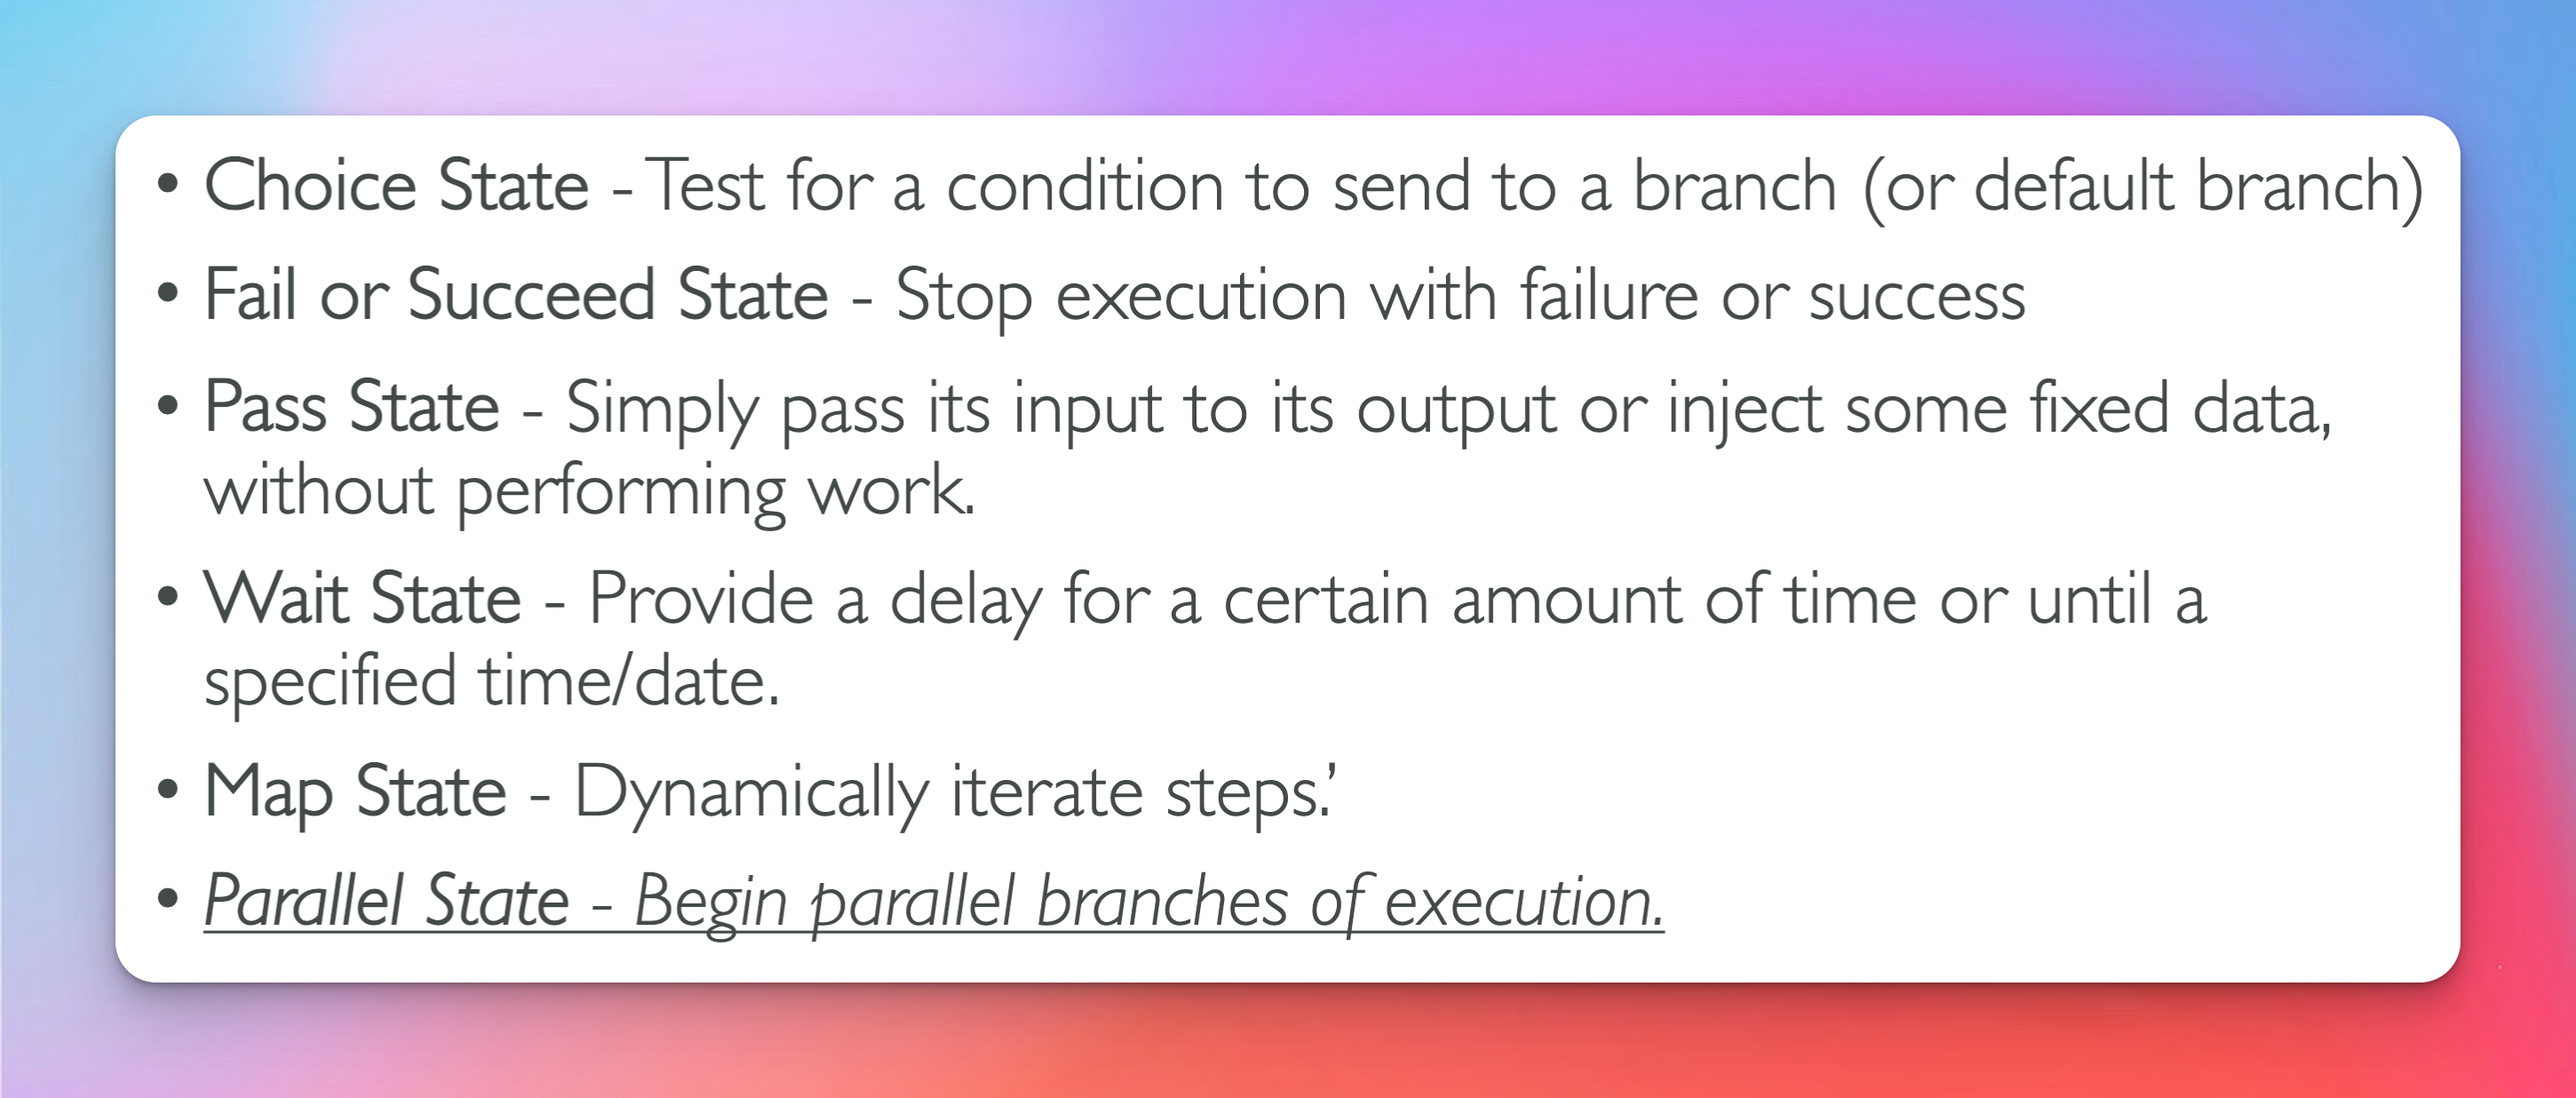 • Choice State - Test for a condition to send to a branch (or default branch)
• Fail or Succeed State - Stop execution with failure or success
• Pass State - Simply pass its input to its output or inject some fixed data,
without performing work.
• Wait State - Provide a delay for a certain amount of time or until a
specified time/date.
• Map State - Dynamically iterate steps.’
• Parallel State - Begin parallel branches of execution.